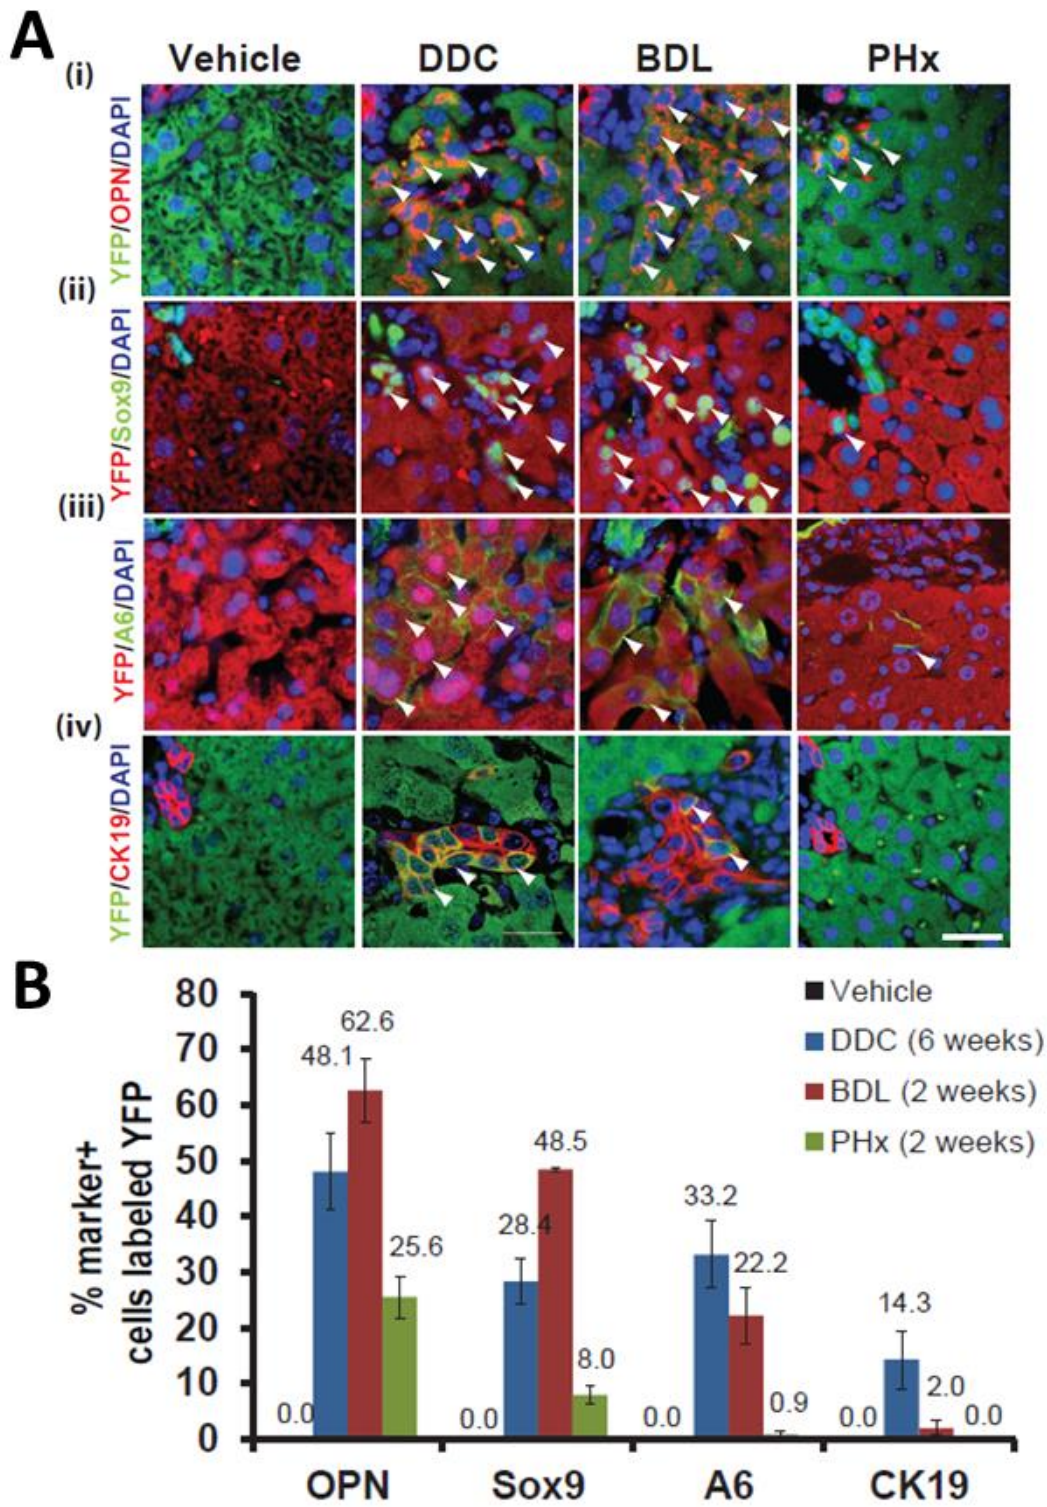 A
Vehicle DDC BDL PHx
(i)
YFP/OPN/DAPI
(ii)
YFP/Sox9/DAPI
(iii)
YFP/A6/DAPI
(iv)
YFP/CK19/DAPI
B
% marker+
cells labeled YFP
80
70
60
50
40
30
20
10
0
Vehicle
DDC (6 weeks)
BDL (2 weeks)
PHx (2 weeks)
0.0 48.1 62.6 25.6
0.0 28.4 48.5 8.0
0.0 33.2 22.2 0.9
0.0 14.3 2.0 0.0
OPN Sox9 A6 CK19